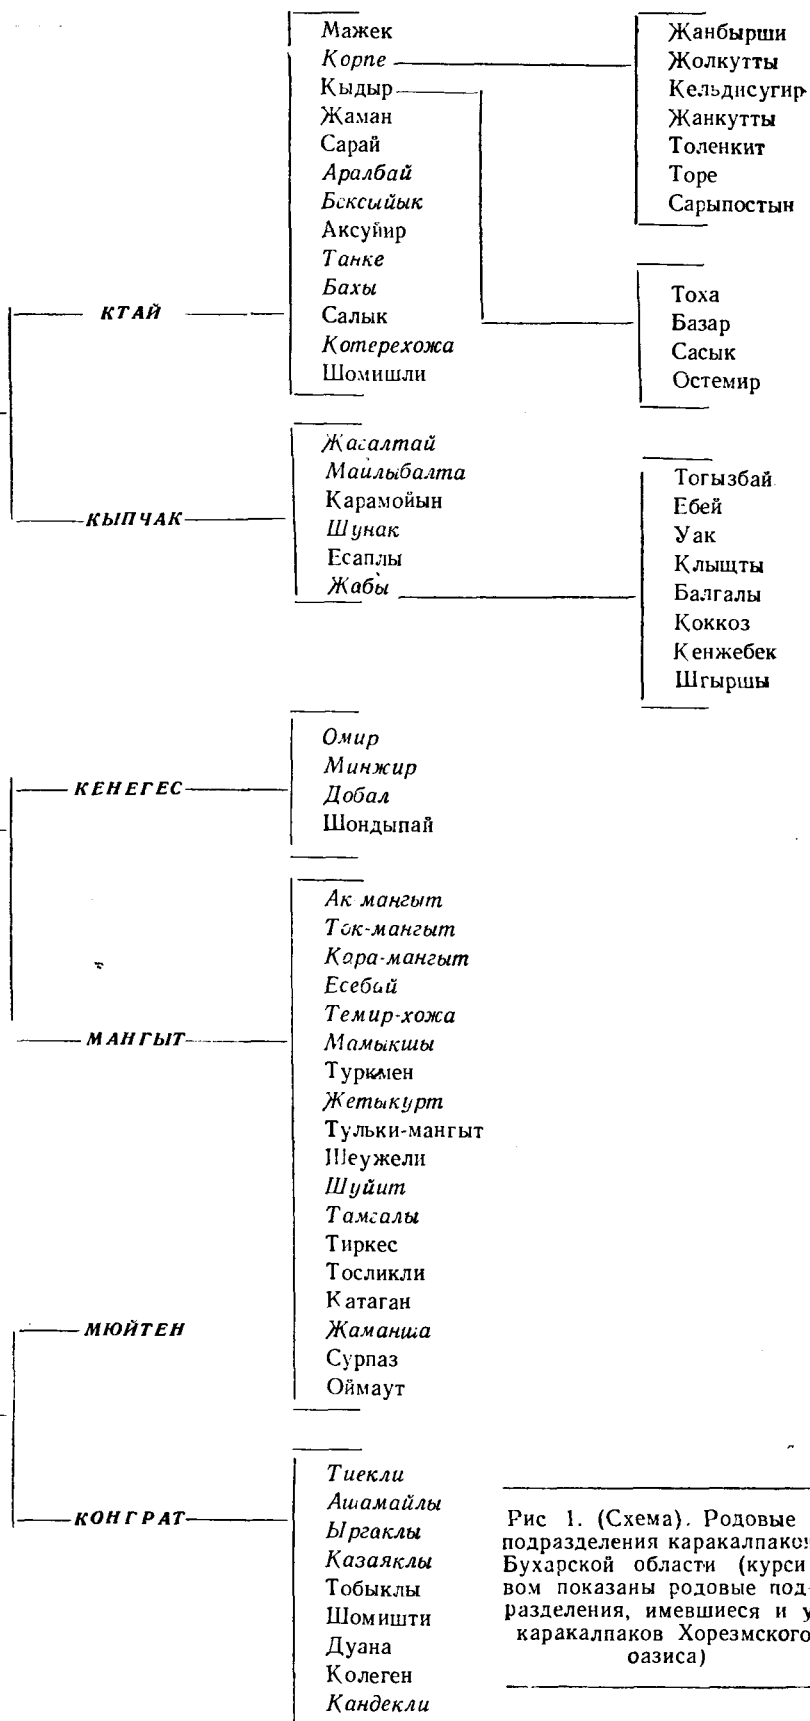 КТАЙ
Мажек
Корпе
Қыдыр
Жаман
Сарай
Аралбай
Бексыйык
Аксуйир
Танке
Бахы
Салык
Котерехожа
Шомишли
Жанбырши
Жолкутты
Кельдисугир
Жанкутты
Толенкит
Торе
Сарыпостын
Тоха
Базар
Сасык
Остемир
КЫПЧАК
Жагалтай
Майлыбалта
Карамойын
Шунак
Есаплы
Жабы
Тогызбай
Ебей
Уак
Клыщты
Балгалы
Коккоз
Кенжебек
Шгыршы
КЕНЕГЕС
Омир
Минжир
Добал
Шондыпай
МАНГЫТ
Ак мангыт
Ток-мангыт
Кара-мангыт
Есебай
Темир-хожа
Мамыкшы
Туркмен
Жетыкурт
Тульки-мангыт
Шеужели
Шуйит
Тамгалы
Тиркес
Тосликли
Катаган
Жаманша
Сурпаз
Оймаут
МЮЙТЕН
КОНГРАТ
Тиекли
Ашамайлы
Ыргаклы
Казаяклы
Тобыклы
Шомишти
Дуана
Колеген
Кандекли
Рис 1. (Схема). Родовые
подразделения каракалпаков
Бухарской области (курси
вом показаны родовые под-
разделения, имевшиеся и у
каракалпаков Хорезмского
оазиса)